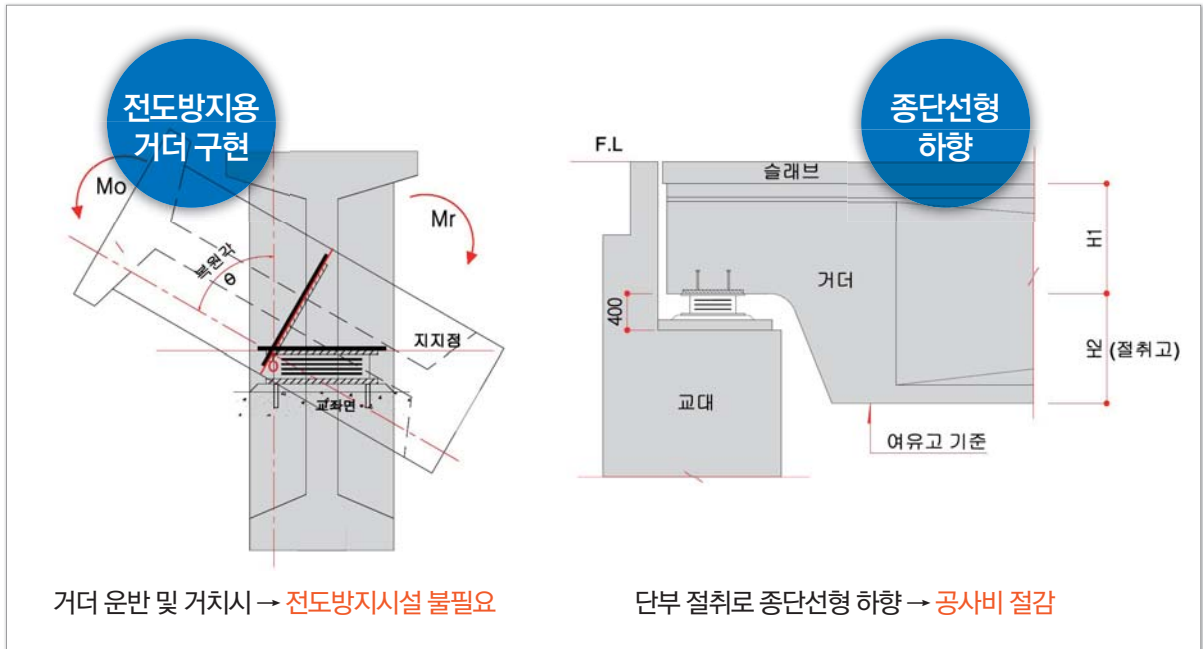 전도방지용
거더 구현
Mo
Mr
복원각
θ
지지점
O
교좌면
거더 운반 및 거치시 → 전도방지시설 불필요
종단선형
하향
F.L
슬래브
H1
거더
400
H2 (절취고)
교대
여유고 기준
단부 절취로 종단선형 하향 → 공사비 절감